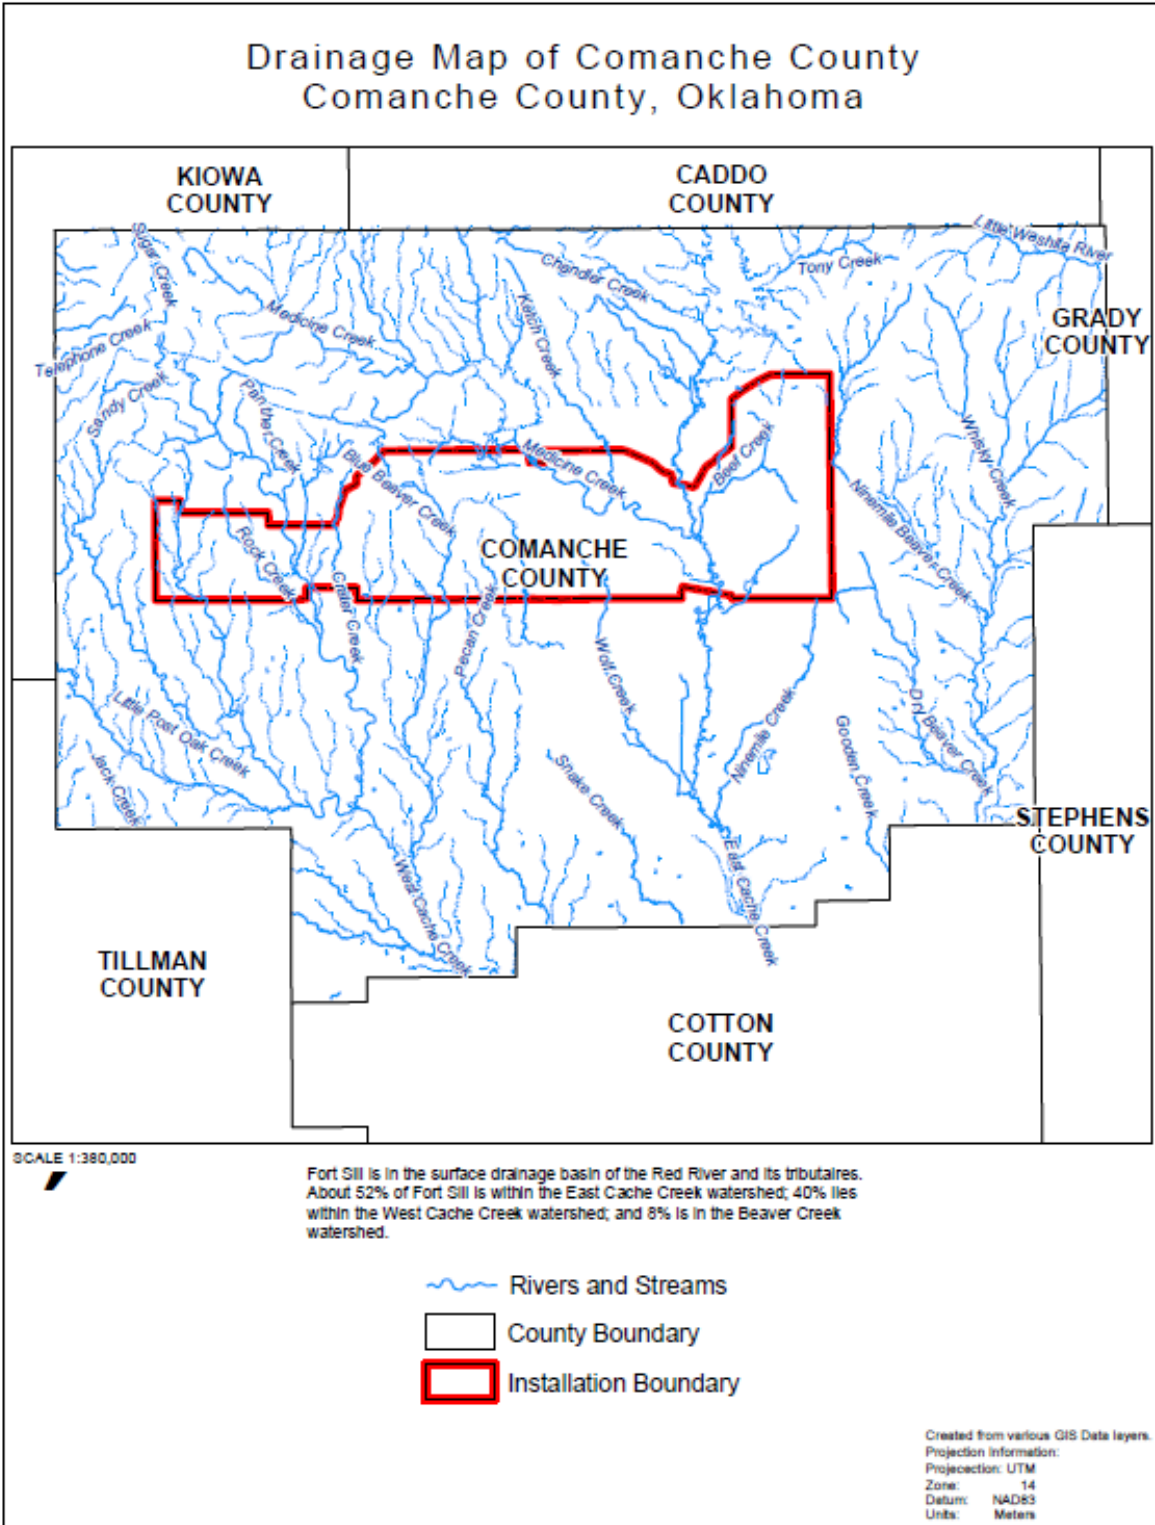 Drainage Map of Comanche County
Comanche County, Oklahoma
KIOWA
COUNTY
CADDO
COUNTY
Sugar Creek
Little Washita River
Chandler Creek
Tony Creek
Ketch Creek
Medicine Creek
Telephone Creek
GRADY
COUNTY
Sandy Creek
Panther Creek
Whisky Creek
Blue Beaver Creek
Medicine Creek
Beef Creek
Ninemile Beaver Creek
Rock Creek
COMANCHE
COUNTY
Crater Creek
Pecan Creek
Wolf Creek
Little Post Oak Creek
Ninemile Creek
Gooden Creek
Dry Beaver Creek
Jack Creek
Snake Creek
STEPHENS
COUNTY
West Cache Creek
East Cache Creek
TILLMAN
COUNTY
COTTON
COUNTY
SCALE 1:380,000
Fort Sill is in the surface drainage basin of the Red River and its tributaires.
About 52% of Fort Sill is within the East Cache Creek watershed; 40% lies
within the West Cache Creek watershed; and 8% is in the Beaver Creek
watershed.
Rivers and Streams
County Boundary
Installation Boundary
Created from various GIS Data layers.
Projection Information:
Projecection: UTM
Zone: 14
Datum: NAD83
Units: Meters